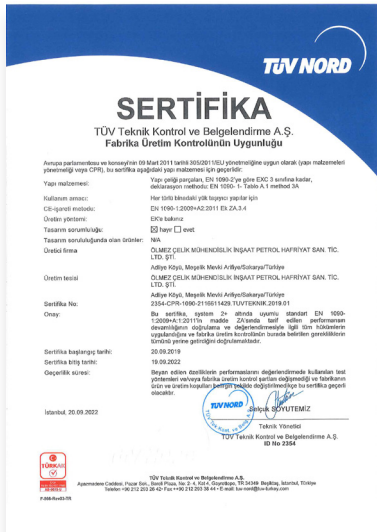 TÜV NORD
SERTİFİKA
TÜV Teknik Kontrol ve Belgelendirme A.Ş.
Fabrika Üretim Kontrolünün Uygunluğu
Avrupa parlamentosu ve konseyi'nin 09 Mart 2011 tarihli 305/2011/EU yönetmeliğine uygun olarak (yapı malzemeleri
yönetmeliği veya CPR), bu sertifika aşağıdaki yapı malzemesi için geçerlidir:
Yapı malzemesi: Yapı çeliği parçaları, EN 1090-2'ye göre EXC 3 sınıfına kadar,
deklarasyon methodu: EN 1090- 1- Tablo A.1 method 3A
Kullanım amacı: Her türlü binadaki yük taşıyıcı yapılar için
CE-işareti metodu: EN 1090-1:2009+A2:2011 Ek ZA.3.4
Üretim yöntemi: EK'e bakınız
Tasarım sorumluluğu: hayır evet
Tasarım sorululuğunda olan ürünler: N/A
Üretici firma ÖLMEZ ÇELİK MÜHENDİSLİK İNŞAAT PETROL HAFRİYAT SAN. TİC.
LTD. ŞTİ.
Adliye Köyü, Meşelik Mevki Arifiye/Sakarya/Türkiye
Üretim tesisi ÖLMEZ ÇELİK MÜHENDİSLİK İNŞAAT PETROL HAFRİYAT SAN. TİC.
LTD. ŞTİ.
Adliye Köyü, Meşelik Mevki Arifiye/Sakarya/Türkiye
Sertifika No: 2354-CPR-1090-2116611429.TUVTEKNIK.2019.01
Onay: Bu sertifika, system 2+ altında uyumlu standart EN 1090-
1:2009+A:1:2011'in madde ZA'sında tarif edilen performansın
devamlılığının doğrulama ve değerlendirmesiyle ilgili tüm hükümlerin
uygulandığını ve fabrika üretim kontrolünün burada belirtilen gerekliliklerin
tümünü yerine getirdiğini doğrulamaktadır.
Sertifika başlangıç tarihi: 20.09.2019
Sertifika bitiş tarihi: 19.09.2022
Geçerlilik süresi: Beyan edilen özelliklerin performanslarını değerlendirmede kullanılan test
yöntemleri ve/veya fabrika üretim kontrol şartları değişmediği ve fabrikanın
ürün ve üretim koşulları belirgin şekilde değiştirilmedikçe bu sertifika geçerli
olacaktır.
TÜV NORD
İstanbul, 20.09.2022
Selçuk SOYUTEMİZ
Teknik Yönetici
TÜV Teknik Kontrol ve Belgelendirme A.Ş.
ID No 2354
TÜRKAK
TÜV Teknik Kontrol ve Belgelendirme A.Ş.